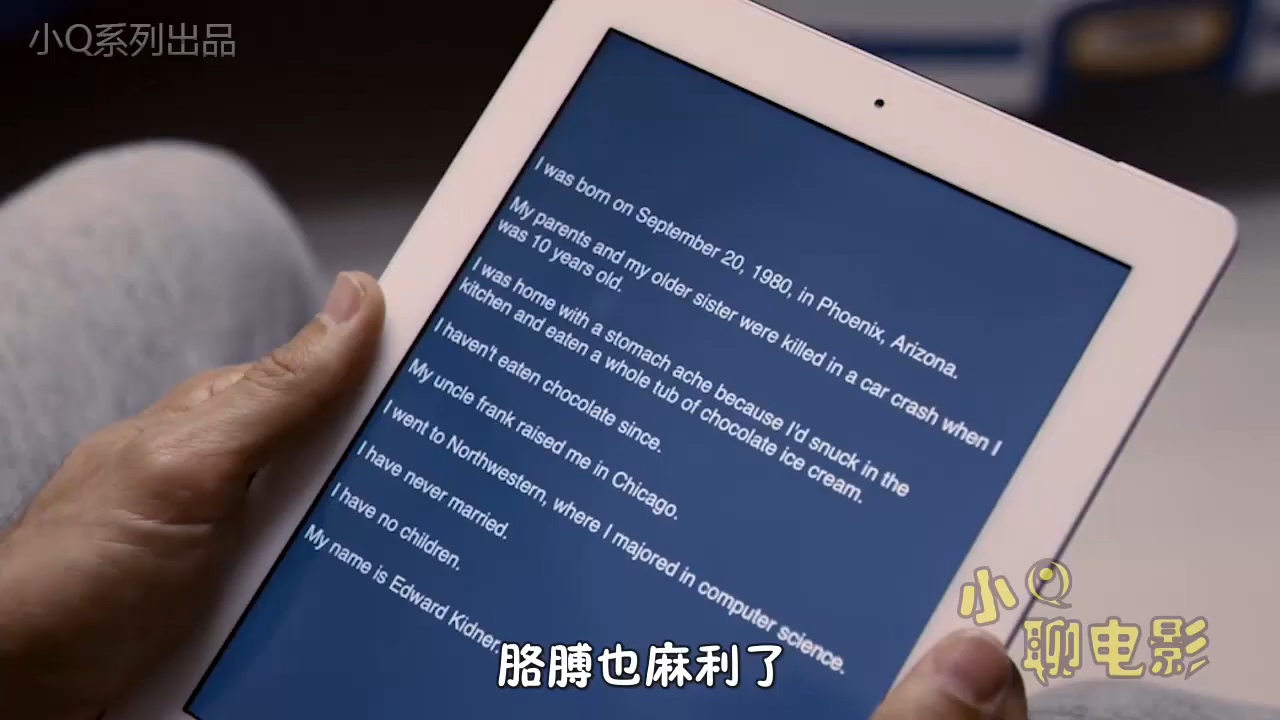 小Q系列出品
I was born on September 20, 1980, in Phoenix, Arizona.
My parents and my older sister were killed in a car crash when I
was 10 years old.
I was home with a stomach ache because I'd snuck in the
kitchen and eaten a whole tub of chocolate ice cream.
I haven't eaten chocolate since.
My uncle frank raised me in Chicago.
I went to Northwestern, where I majored in computer science.
I have never married.
I have no children.
My name is Edward Kidner.
小Q
聊电影
胳膊也麻利了